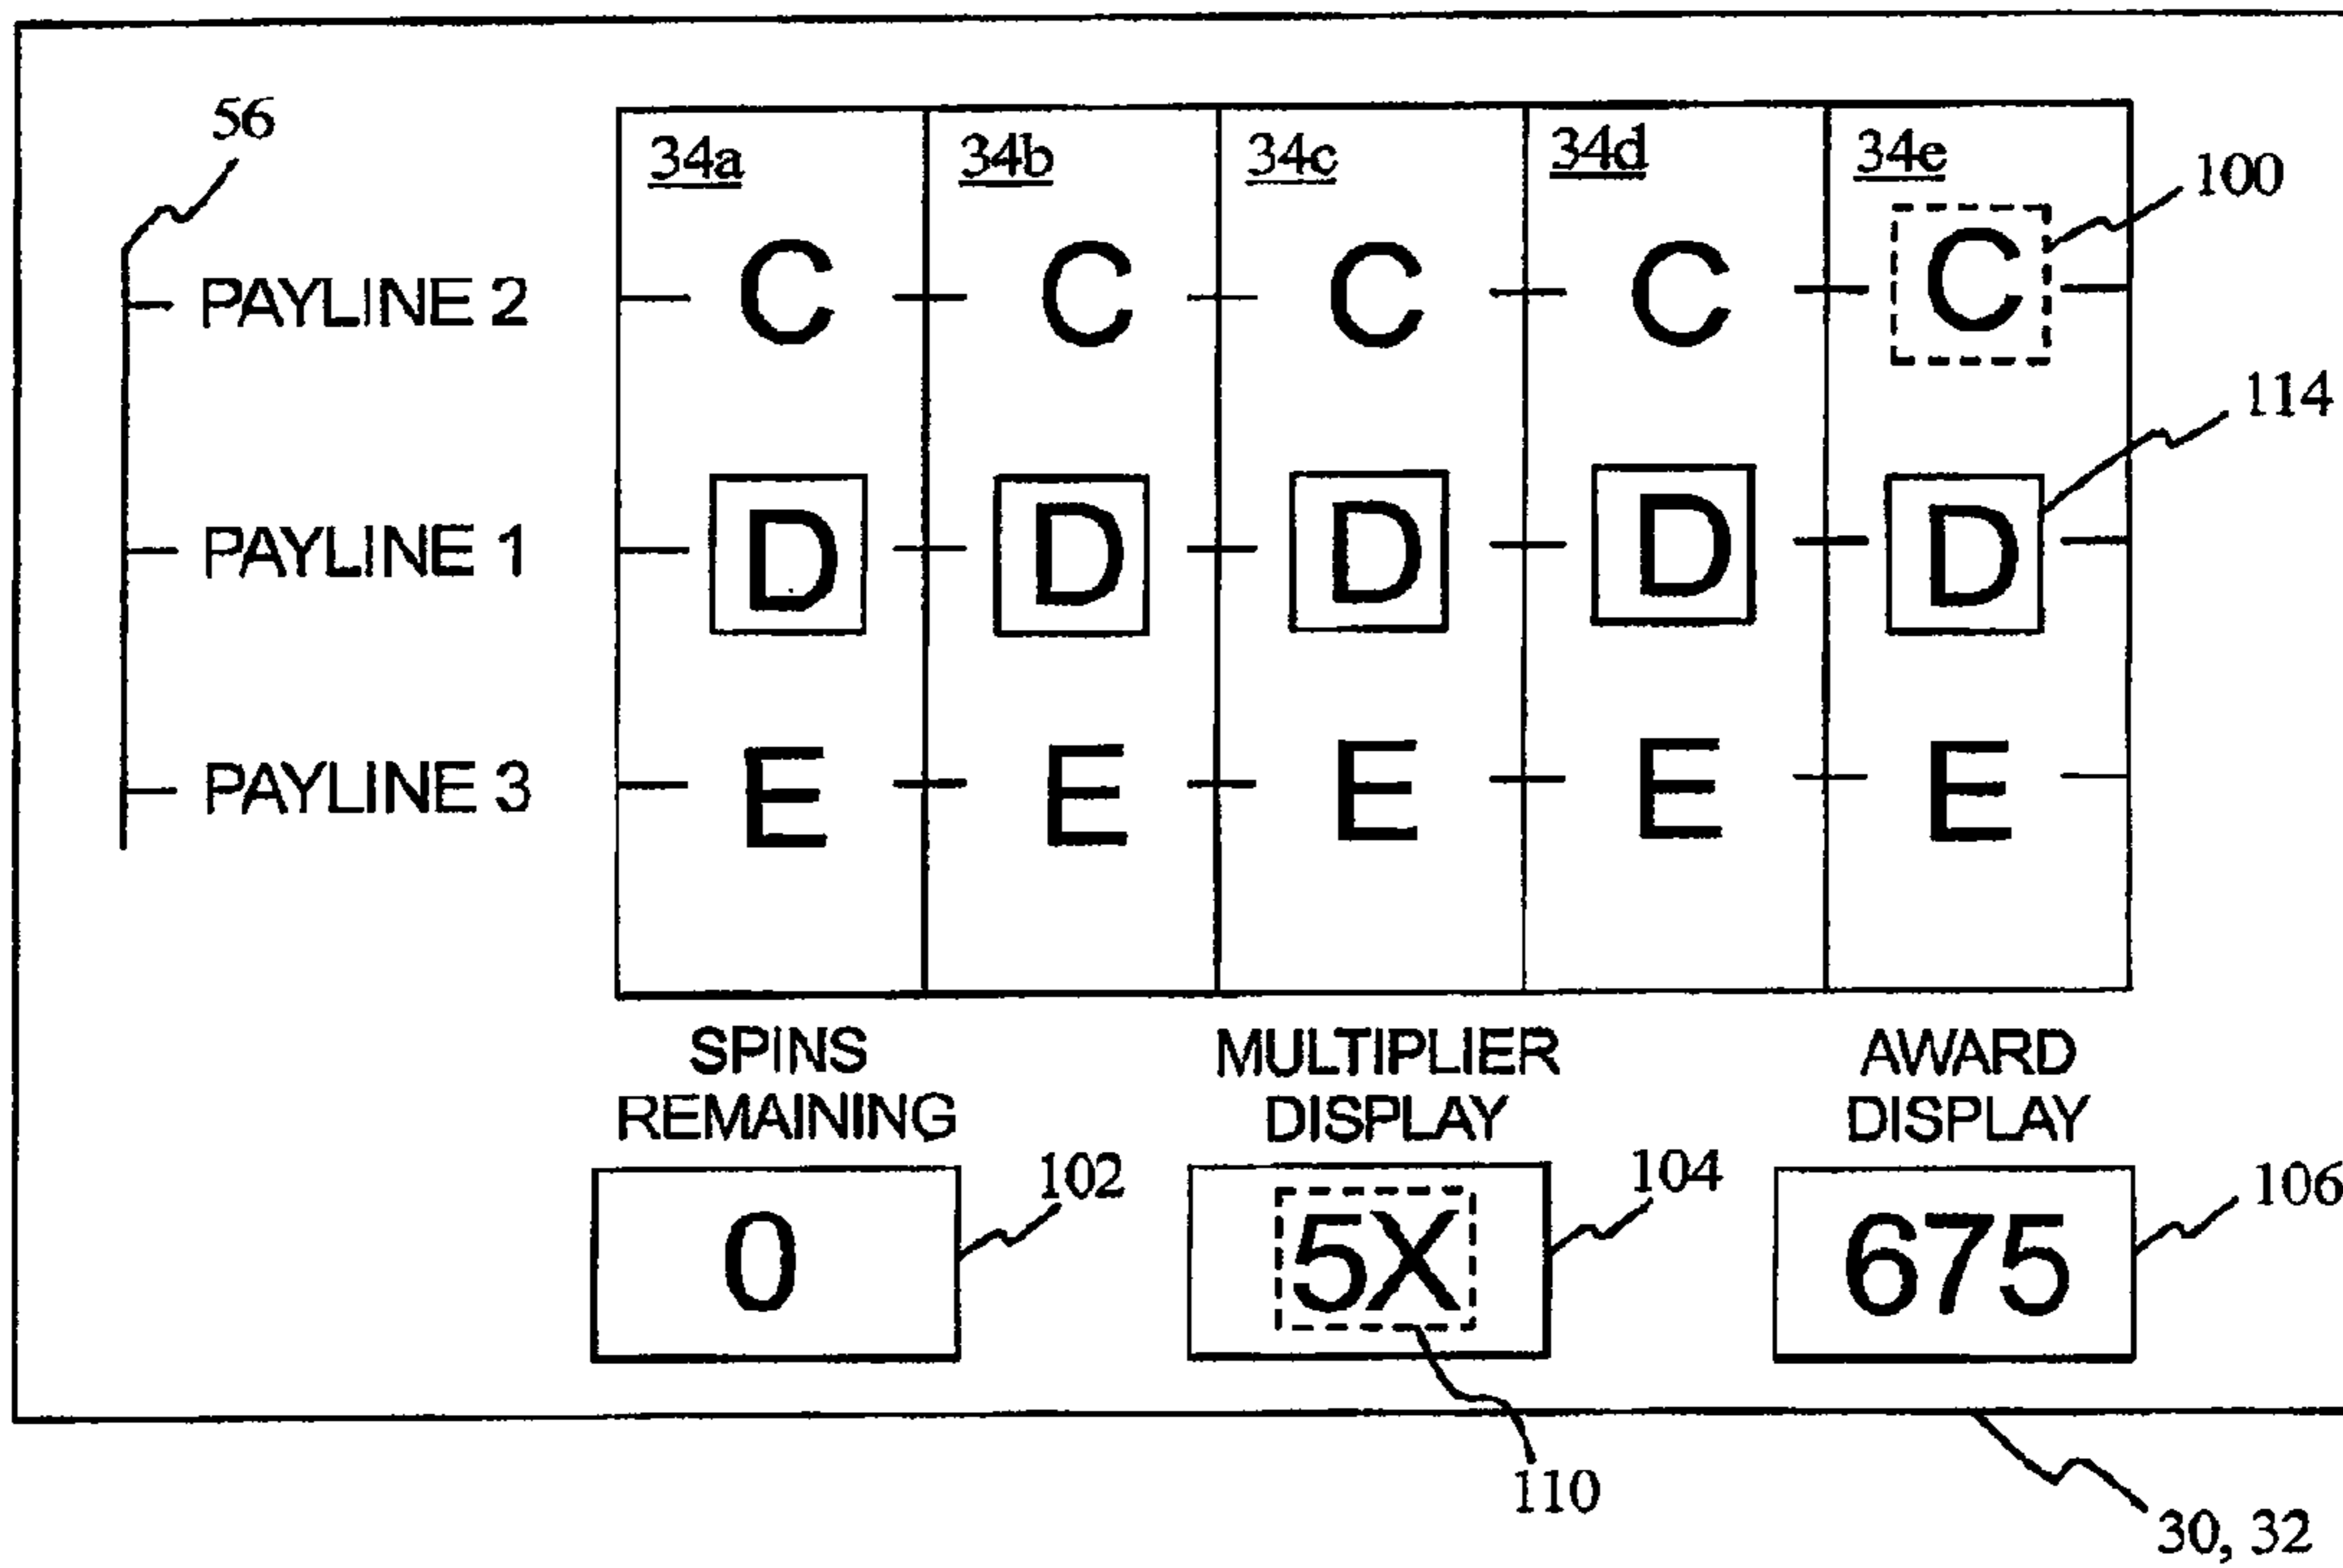 56
34a 34b 34c 34d 34e
100
PAYLINE 2 C C C C C
114
PAYLINE 1 D D D D D
PAYLINE 3 E E E E E
SPINS REMAINING
MULTIPLIER DISPLAY
AWARD DISPLAY
0 102
5X 104
675 106
110
30, 32